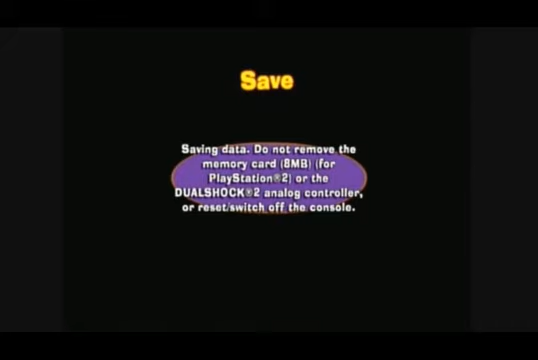 Save
Saving data. Do not remove the
memory card (8MB) (for
PlayStation®2) or the
DUALSHOCK®2 analog controller,
or reset/switch off the console.